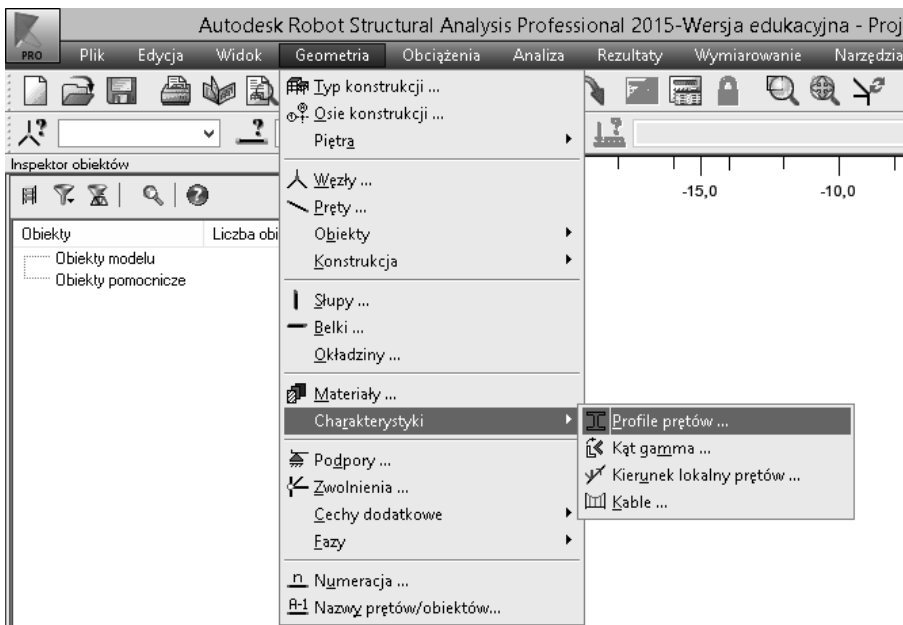 Autodesk Robot Structural Analysis Professional 2015-Wersja edukacyjna - Proj
PRO Plik Edycja Widok Geometria Obciążenia Analiza Rezultaty Wymiarowanie Narzędzia
Inspektor obiektów
Obiekty Liczba obi
Obiekty modelu
Obiekty pomocnicze
Typ konstrukcji ...
Osie konstrukcji ...
Piętra
Węzły ...
Pręty ...
Obiekty
Konstrukcja
Słupy ...
Belki ...
Okładziny ...
Materiały ...
Charakterystyki
Podpory ...
Zwolnienia ...
Cechy dodatkowe
Fazy
n Numeracja ...
A-1 Nazwy prętów/obiektów...
Profile prętów ...
Kąt gamma ...
Kierunek lokalny prętów ...
Kable ...
-15,0 -10,0